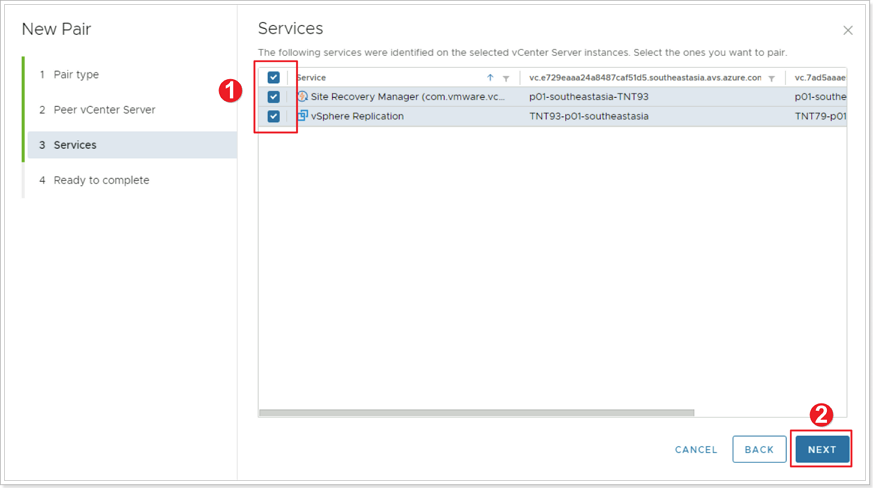 New Pair
1 Pair type
2 Peer vCenter Server
3 Services
4 Ready to complete
Services
The following services were identified on the selected vCenter Server instances. Select the ones you want to pair.
Service vc.e729eaaa24a8487caf51d5.southeastasia.avs.azure.com vc.7ad5aaae
Site Recovery Manager (com.vmware.vc... p01-southeastasia-TNT93 p01-southe
vSphere Replication TNT93-p01-southeastasia TNT79-p01
1
2
CANCEL BACK NEXT